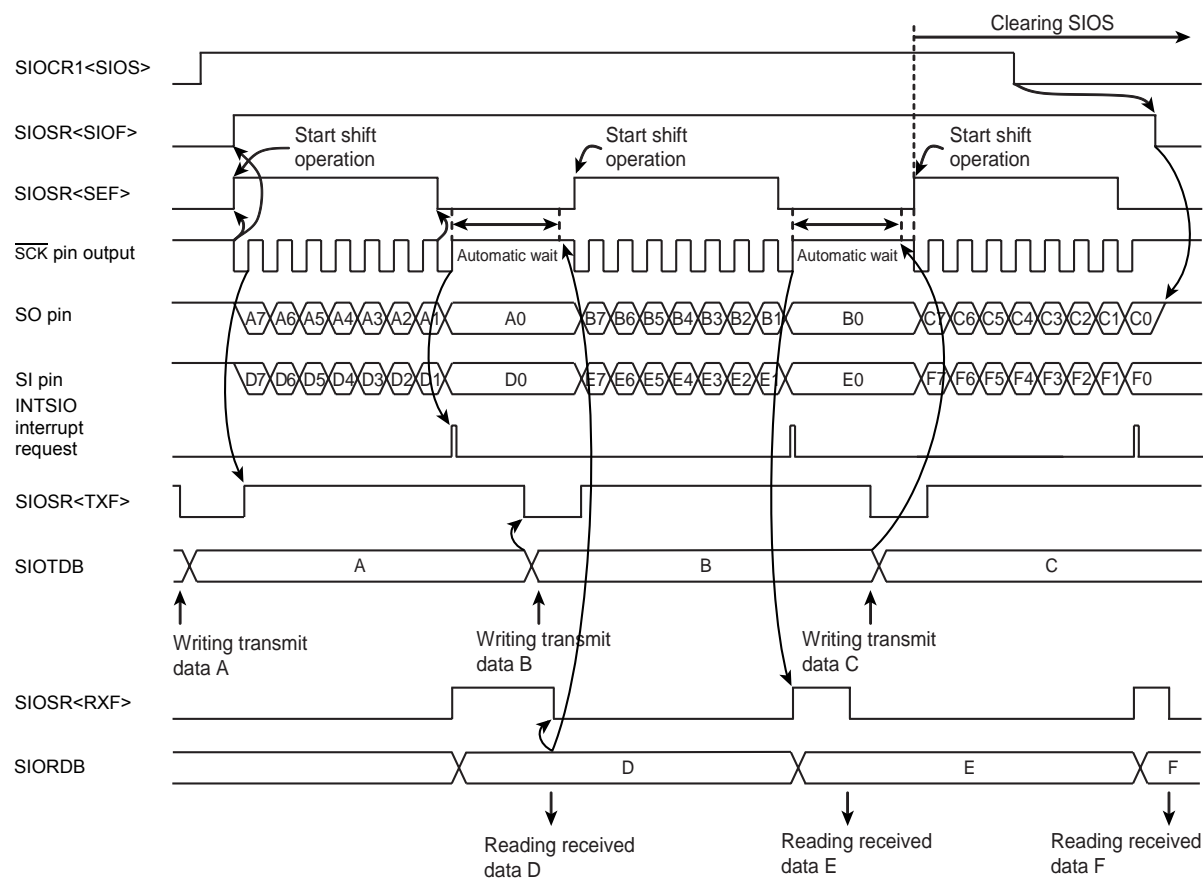 Clearing SIOS
SIOCR1<SIOS>
SIOSR<SIOF>
Start shift
operation
Start shift
operation
Start shift
operation
SIOSR<SEF>
SCK pin output
Automatic wait
Automatic wait
SO pin
A7 A6 A5 A4 A3 A2 A1 A0 B7 B6 B5 B4 B3 B2 B1 B0 C7 C6 C5 C4 C3 C2 C1 C0
SI pin
D7 D6 D5 D4 D3 D2 D1 D0 E7 E6 E5 E4 E3 E2 E1 E0 F7 F6 F5 F4 F3 F2 F1 F0
INTSIO
interrupt
request
SIOSR<TXF>
SIOTDB
A B C
Writing transmit
data A
Writing transmit
data B
Writing transmit
data C
SIOSR<RXF>
SIORDB
D E F
Reading received
data D
Reading received
data E
Reading received
data F